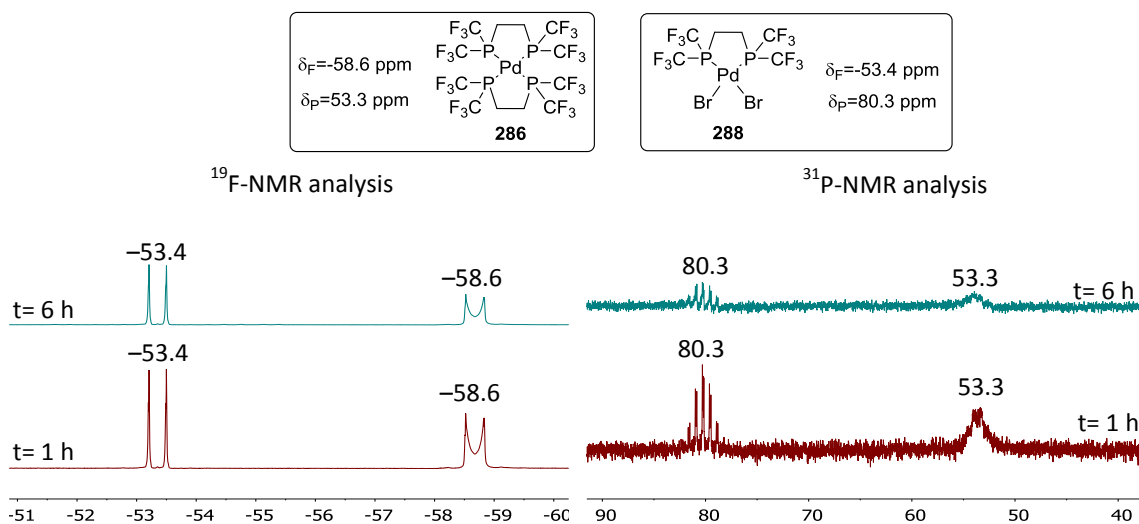 F₃C CF₃ F₃C CF₃
F₃C P P CF₃
δF=-58.6 ppm
Pd
δP=53.3 ppm
F₃C P P CF₃
F₃C CF₃ F₃C CF₃
286
F₃C CF₃
F₃C P P CF₃
δF=-53.4 ppm
Pd
Br Br
δP=80.3 ppm
288
¹⁹F-NMR analysis
³¹P-NMR analysis
−53.4
−58.6
t= 6 h
80.3
53.3
t= 6 h
−53.4
−58.6
t= 1 h
80.3
53.3
t= 1 h
-51 -52 -53 -54 -55 -56 -57 -58 -59 -60
90 80 70 60 50 40